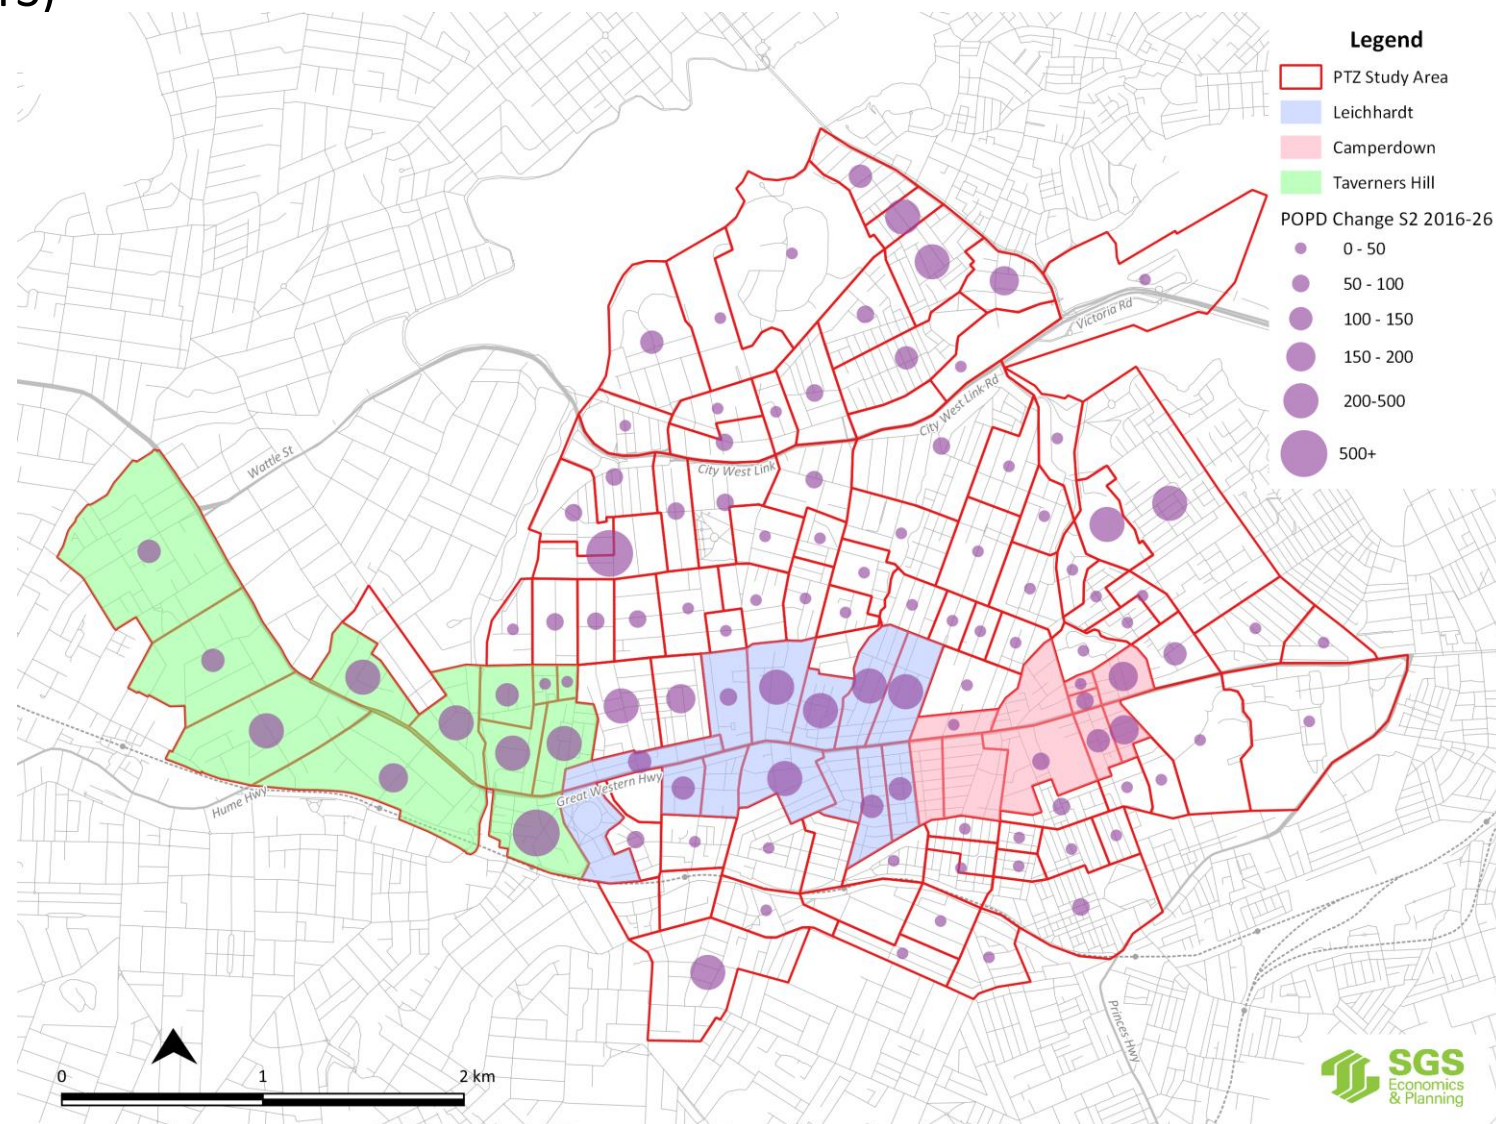 rs)
Legend
PTZ Study Area
Leichhardt
Camperdown
Taverners Hill
POPD Change S2 2016-26
0 - 50
50 - 100
100 - 150
150 - 200
200-500
500+
Victoria Rd
City West Link Rd
Wattle St
City West Link
Great Western Hwy
Hume Hwy
Princes Hwy
0 1 2 km
SGS
Economics
& Planning